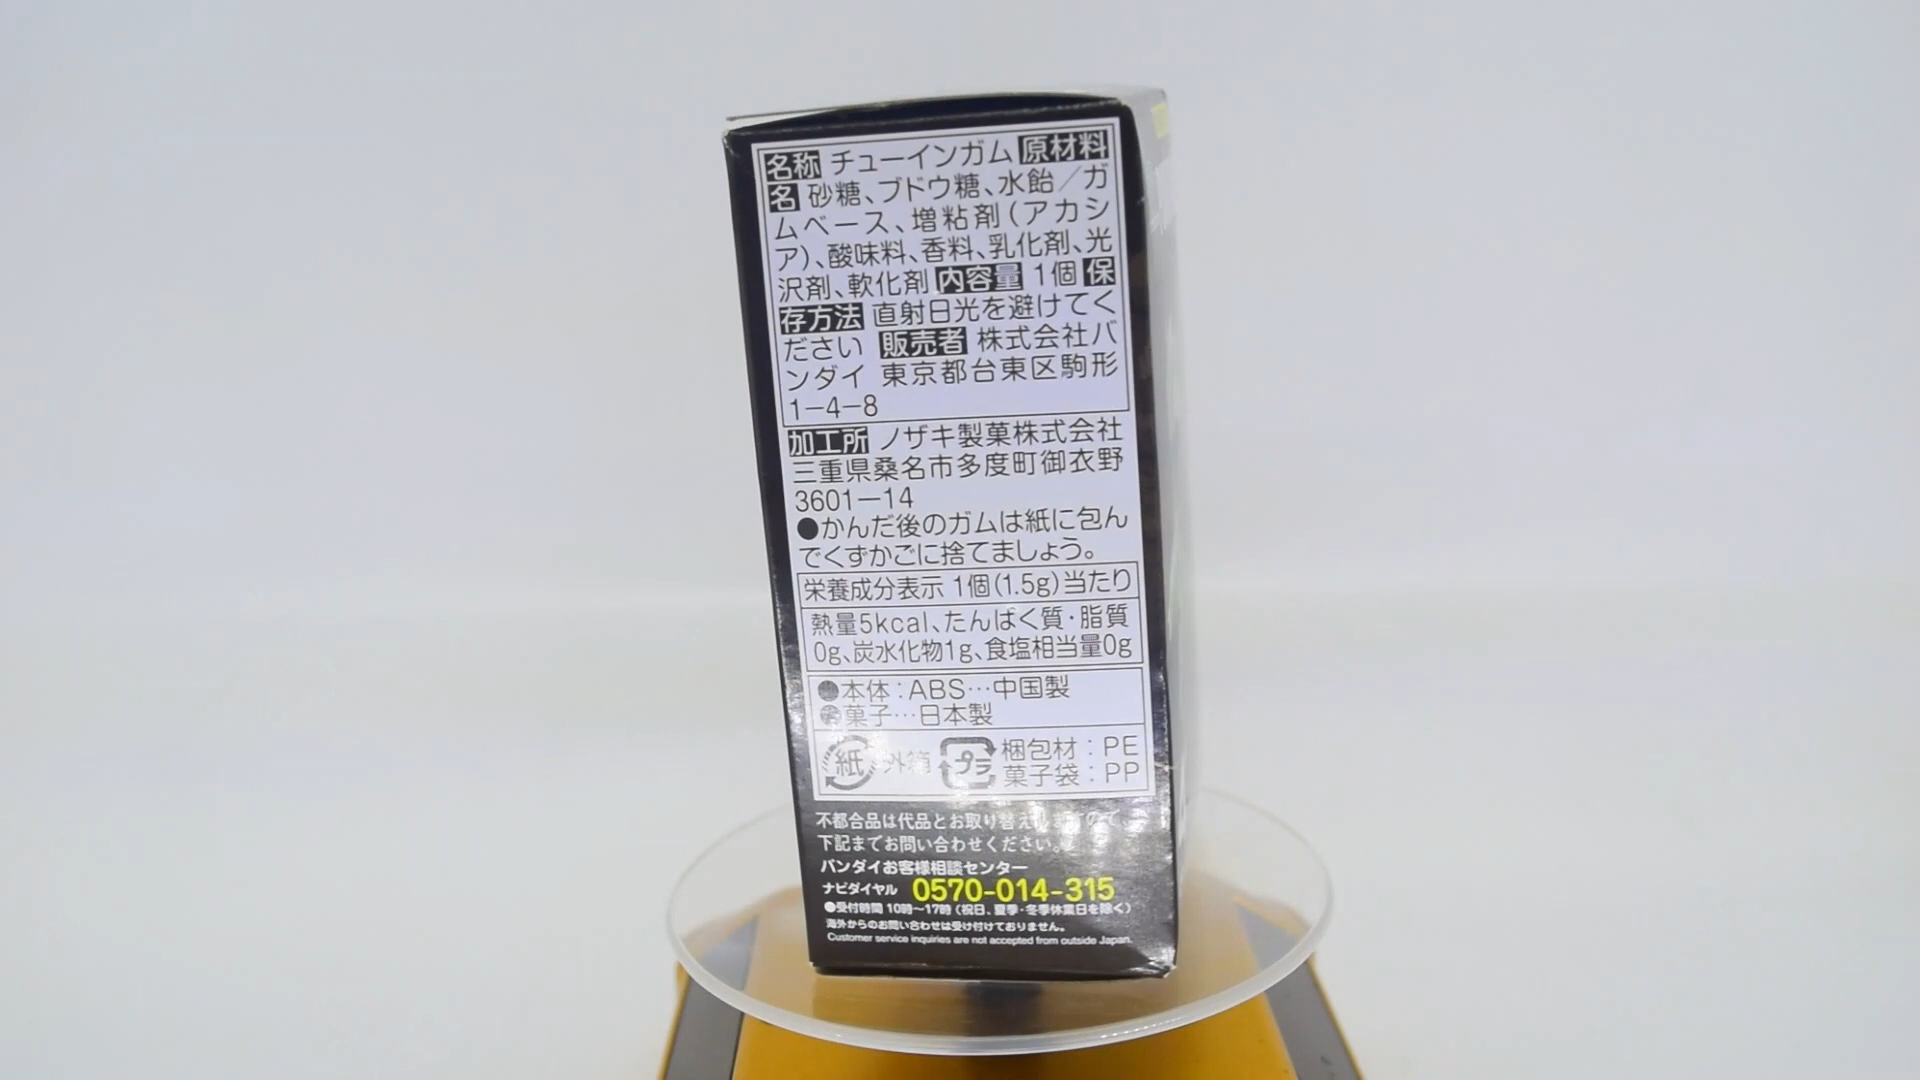 名称 チューインガム 原材料
名 砂糖、ブドウ糖、水飴／ガ
ムベース、増粘剤(アカシ
ア)、酸味料、香料、乳化剤、光
沢剤、軟化剤 内容量 1個 保
存方法 直射日光を避けてく
ださい 販売者 株式会社バ
ンダイ 東京都台東区駒形
1-4-8
加工所 ノザキ製菓株式会社
三重県桑名市多度町御衣野
3601-14
●かんだ後のガムは紙に包ん
でくずかごに捨てましょう。
栄養成分表示 1個(1.5g)当たり
熱量5kcal、たんぱく質・脂質
0g、炭水化物1g、食塩相当量0g
●本体：ABS…中国製
●菓子…日本製
紙 外箱 プラ 梱包材：PE
菓子袋：PP
不都合品は代品とお取り替えしますので、
下記までお問い合わせください。
バンダイお客様相談センター
ナビダイヤル 0570-014-315
●受付時間 10時～17時 (祝日、夏季・冬季休業日を除く)
海外からのお問い合わせは受け付けておりません。
Customer service inquiries are not accepted from outside Japan.